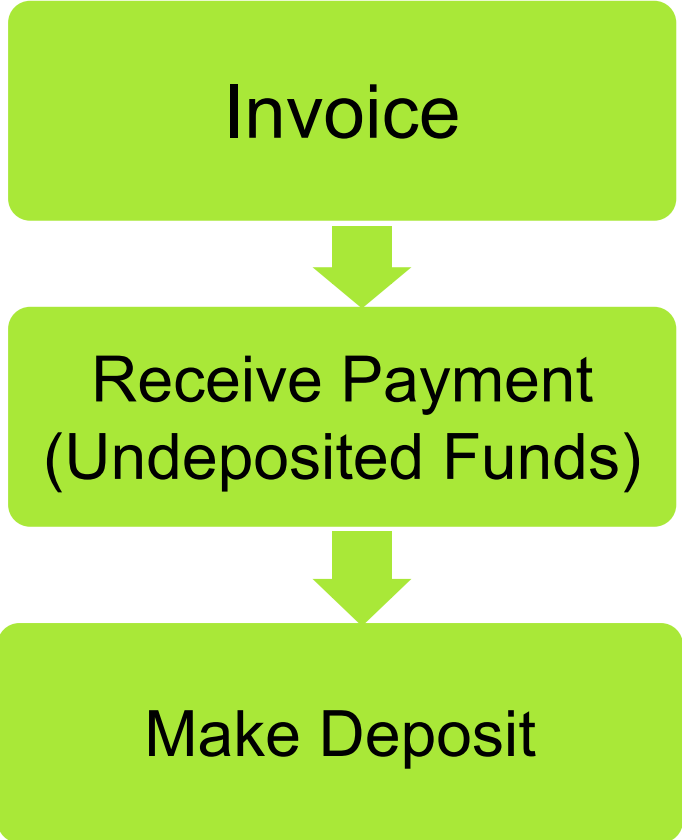 Invoice
Receive Payment
(Undeposited Funds)
Make Deposit